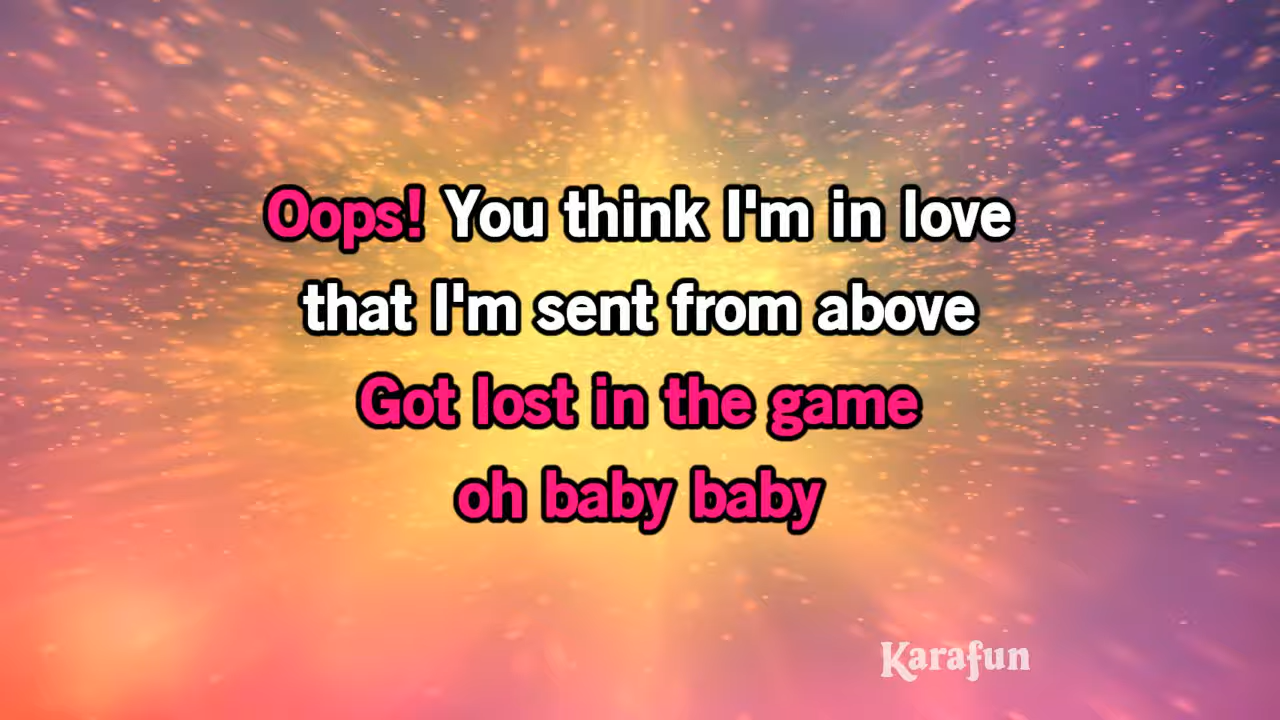 Oops! You think I'm in love
that I'm sent from above
Got lost in the game
oh baby baby
Karafun